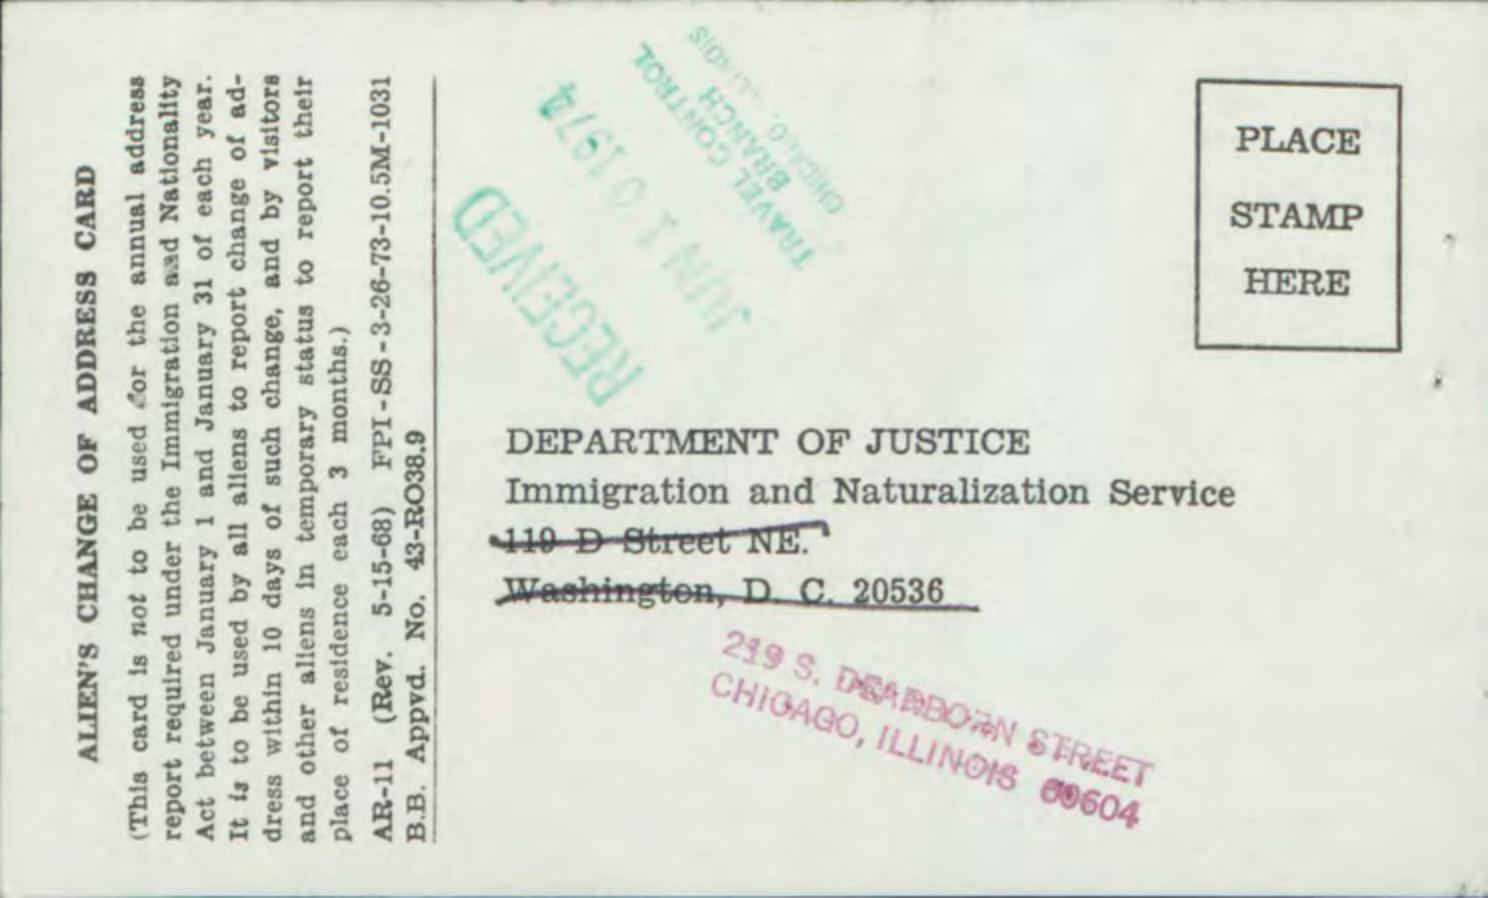 ALIEN'S CHANGE OF ADDRESS CARD
(This card is not to be used for the annual address
report required under the Immigration and Nationality
Act between January 1 and January 31 of each year.
It is to be used by all aliens to report change of ad-
dress within 10 days of such change, and by visitors
and other aliens in temporary status to report their
place of residence each 3 months.)
AR-11 (Rev. 5-15-68) FPI-SS-3-26-73-10.5M-1031
B.B. Appvd. No. 43-RO38.9
RECEIVED
JUN 10 1974
TRAVEL CONTROL
BRANCH
CHICAGO, ILLINOIS
PLACE
STAMP
HERE
DEPARTMENT OF JUSTICE
Immigration and Naturalization Service
119 D Street NE.
Washington, D. C. 20536
219 S. DEARBORN STREET
CHICAGO, ILLINOIS 60604